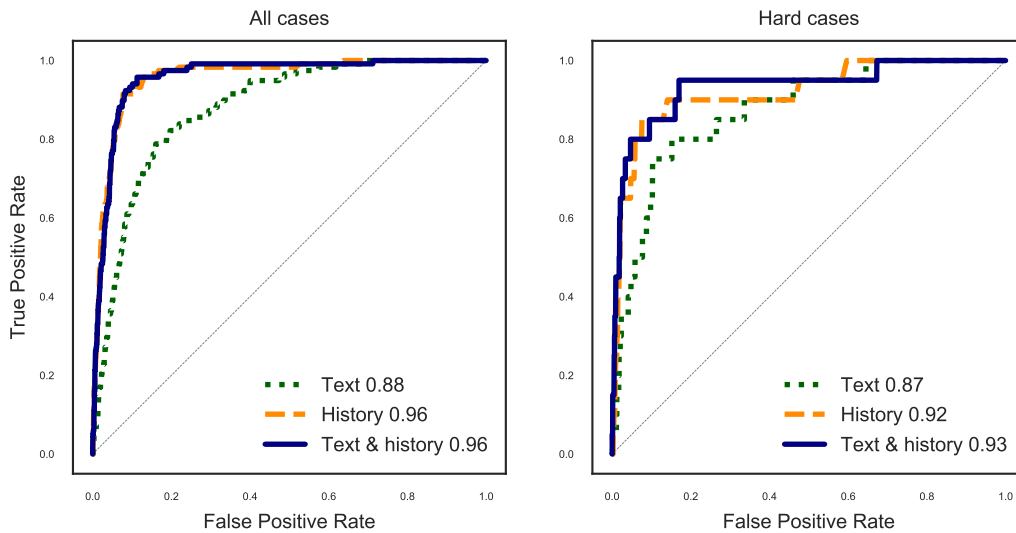 All cases
True Positive Rate
1.0
0.8
0.6
0.4
0.2
0.0
Text 0.88
History 0.96
Text & history 0.96
0.0 0.2 0.4 0.6 0.8 1.0
False Positive Rate
Hard cases
1.0
0.8
0.6
0.4
0.2
0.0
Text 0.87
History 0.92
Text & history 0.93
0.0 0.2 0.4 0.6 0.8 1.0
False Positive Rate